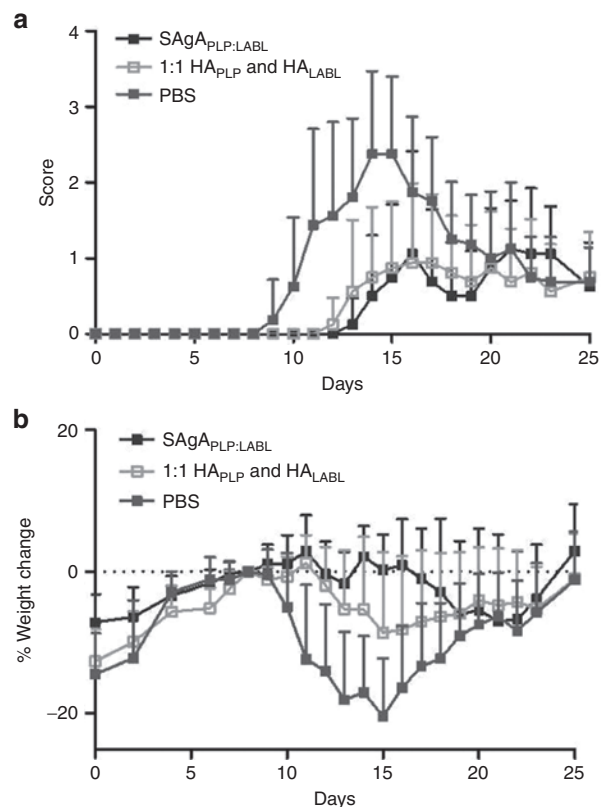 a
4
3
2
1
0
Score
SAgAPLP:LABL
1:1 HAPLP and HALABL
PBS
0 5 10 15 20 25
Days
b
20
0
−20
% Weight change
SAgAPLP:LABL
1:1 HAPLP and HALABL
PBS
0 5 10 15 20 25
Days